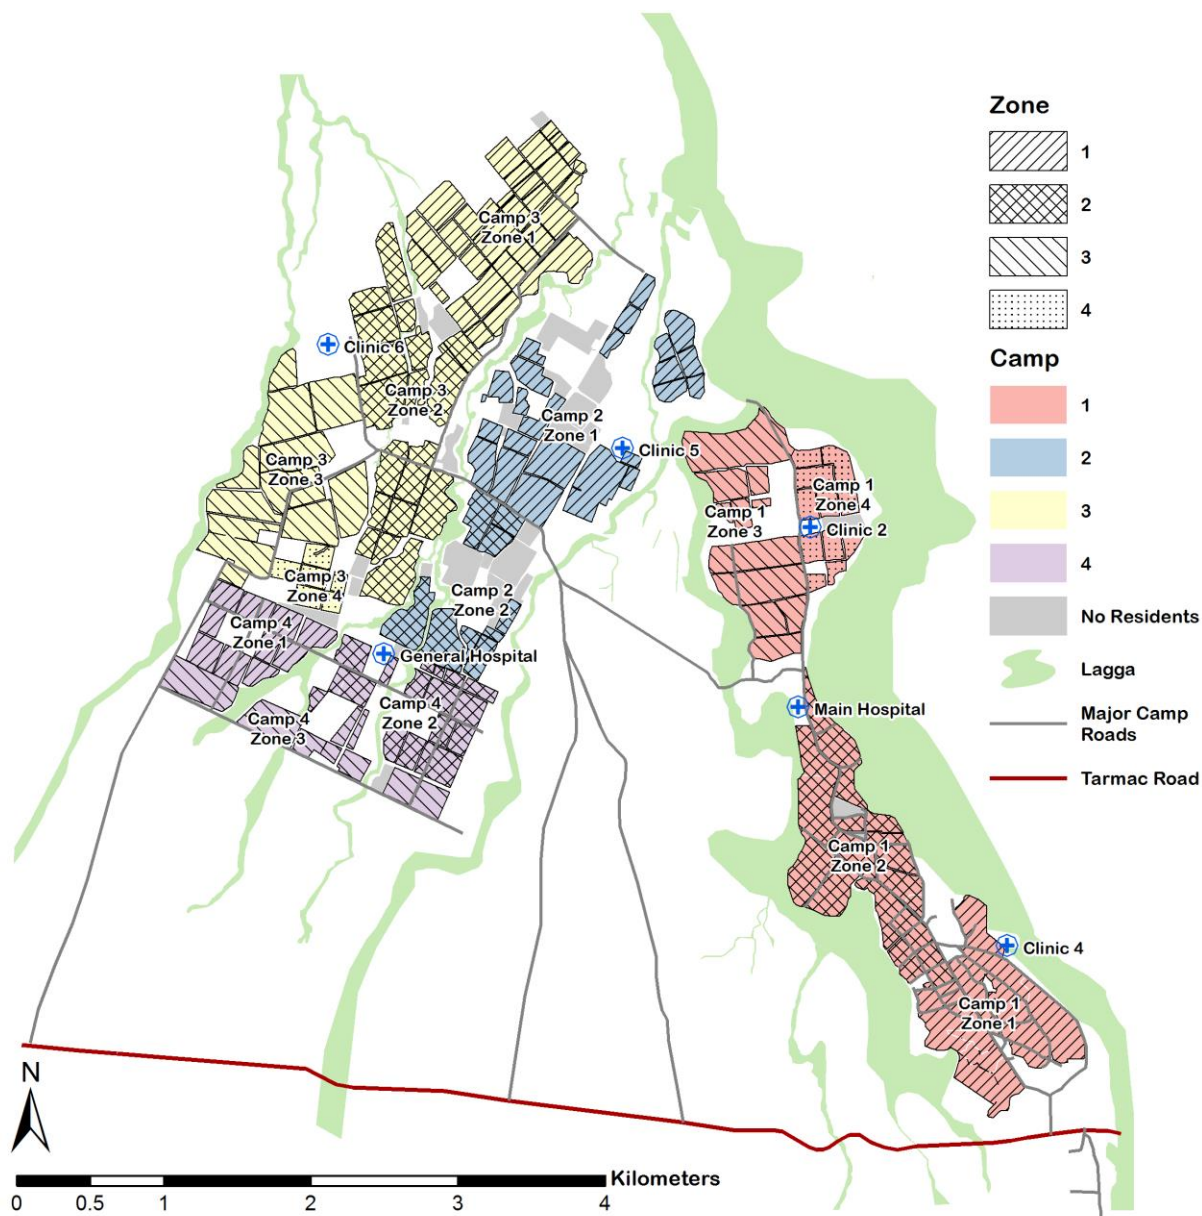 Zone
1
2
3
4
Camp
1
2
3
4
No Residents
Lagga
Major Camp
Roads
Tarmac Road
Camp 3
Zone 1
Clinic 6
Camp 3
Zone 2
Camp 2
Zone 1
Clinic 5
Camp 3
Zone 3
Camp 1
Zone 4
Camp 1
Zone 3
Clinic 2
Camp 3
Zone 4
Camp 2
Zone 2
Camp 4
Zone 1
General Hospital
Camp 4
Zone 2
Camp 4
Zone 3
Main Hospital
Camp 1
Zone 2
Clinic 4
Camp 1
Zone 1
N
Kilometers
0 0.5 1 2 3 4